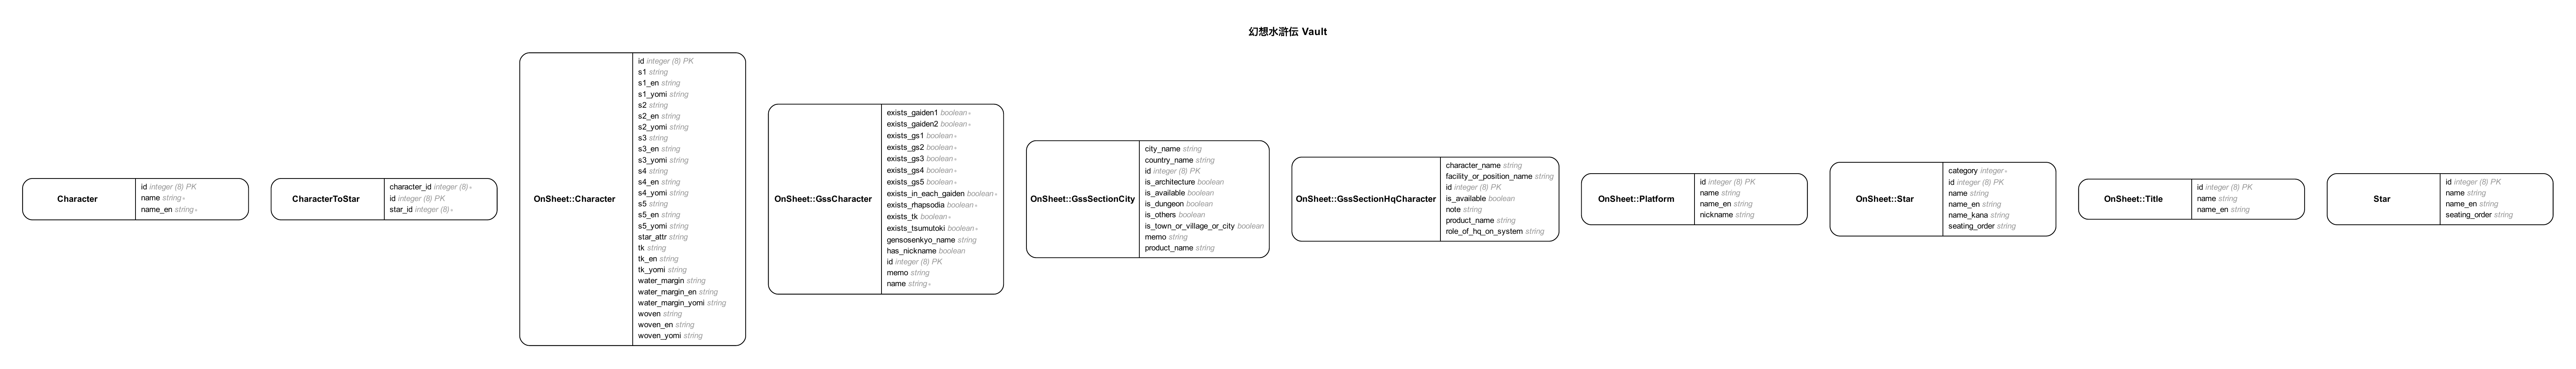 幻想水滸伝 Vault
Character
id integer (8) PK
name string∗
name_en string∗
CharacterToStar
character_id integer (8)∗
id integer (8) PK
star_id integer (8)∗
OnSheet::Character
id integer (8) PK
s1 string
s1_en string
s1_yomi string
s2 string
s2_en string
s2_yomi string
s3 string
s3_en string
s3_yomi string
s4 string
s4_en string
s4_yomi string
s5 string
s5_en string
s5_yomi string
star_attr string
tk string
tk_en string
tk_yomi string
water_margin string
water_margin_en string
water_margin_yomi string
woven string
woven_en string
woven_yomi string
OnSheet::GssCharacter
exists_gaiden1 boolean∗
exists_gaiden2 boolean∗
exists_gs1 boolean∗
exists_gs2 boolean∗
exists_gs3 boolean∗
exists_gs4 boolean∗
exists_gs5 boolean∗
exists_in_each_gaiden boolean∗
exists_rhapsodia boolean∗
exists_tk boolean∗
exists_tsumutoki boolean∗
gensosenkyo_name string
has_nickname boolean
id integer (8) PK
memo string
name string∗
OnSheet::GssSectionCity
city_name string
country_name string
id integer (8) PK
is_architecture boolean
is_available boolean
is_dungeon boolean
is_others boolean
is_town_or_village_or_city boolean
memo string
product_name string
OnSheet::GssSectionHqCharacter
character_name string
facility_or_position_name string
id integer (8) PK
is_available boolean
note string
product_name string
role_of_hq_on_system string
OnSheet::Platform
id integer (8) PK
name string
name_en string
nickname string
OnSheet::Star
category integer∗
id integer (8) PK
name string
name_en string
name_kana string
seating_order string
OnSheet::Title
id integer (8) PK
name string
name_en string
Star
id integer (8) PK
name string
name_en string
seating_order string